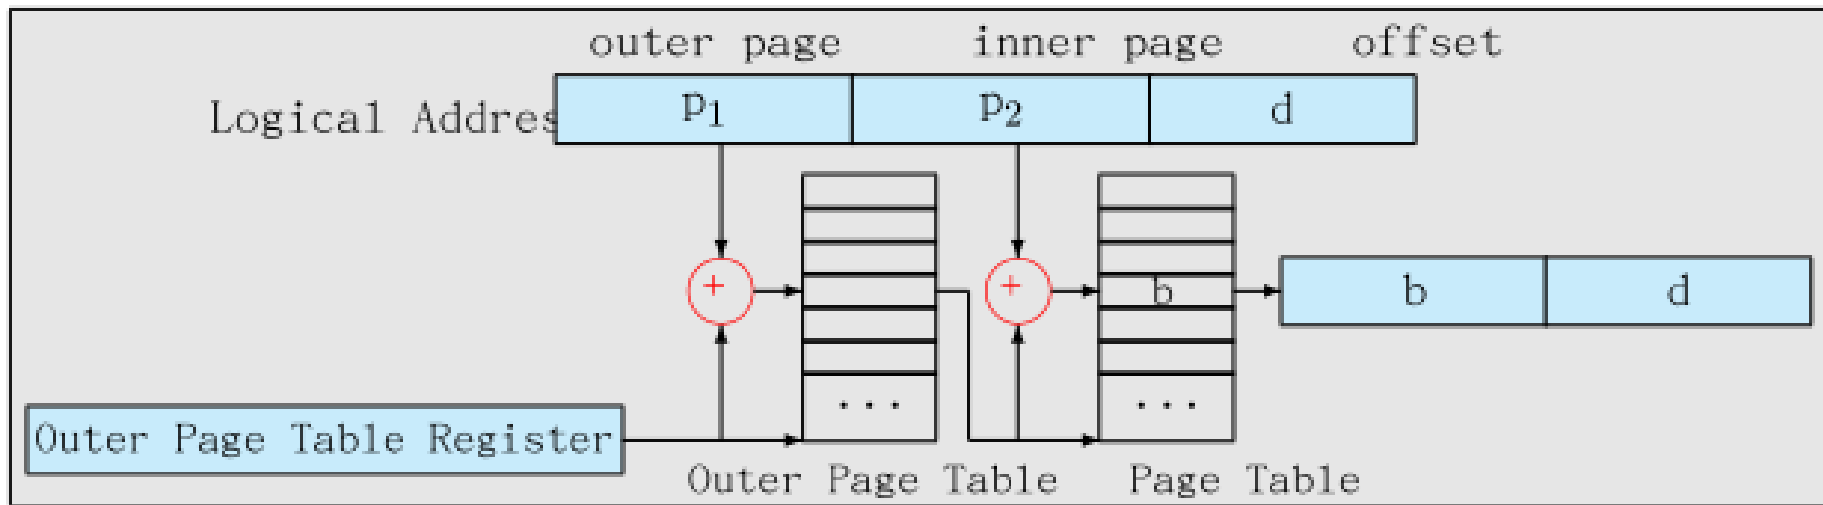 outer page inner page offset
Logical Addres p1 p2 d
+ + b b d
... ...
Outer Page Table Register
Outer Page Table Page Table